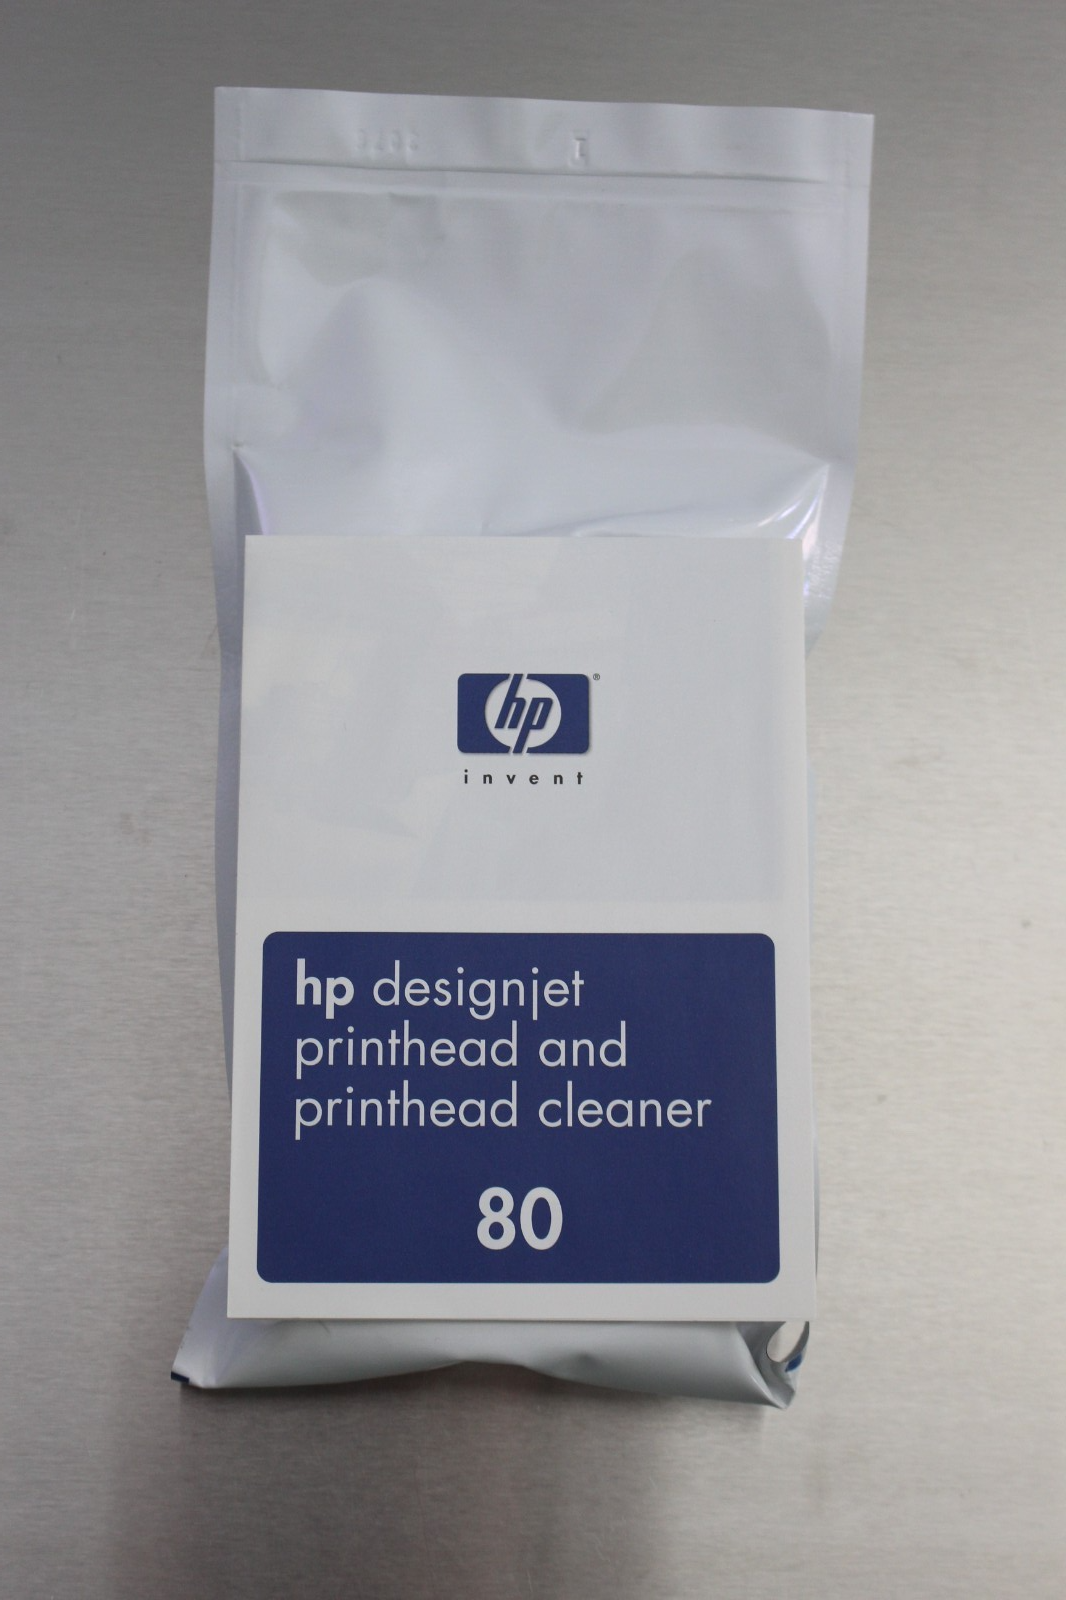 hp®
invent
hp designjet
printhead and
printhead cleaner
80